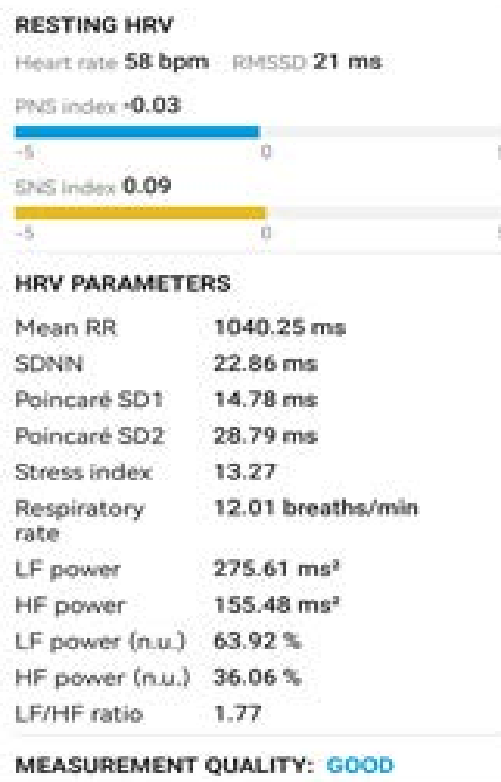 RESTING HRV
Heart rate 58 bpm RMSSD 21 ms
PNS index -0.03
-5 0
SNS index 0.09
-5 0
HRV PARAMETERS
Mean RR 1040.25 ms
SDNN 22.86 ms
Poincaré SD1 14.78 ms
Poincaré SD2 28.79 ms
Stress index 13.27
Respiratory 12.01 breaths/min
rate
LF power 275.61 ms²
HF power 155.48 ms²
LF power (n.u.) 63.92 %
HF power (n.u.) 36.06 %
LF/HF ratio 1.77
MEASUREMENT QUALITY: GOOD